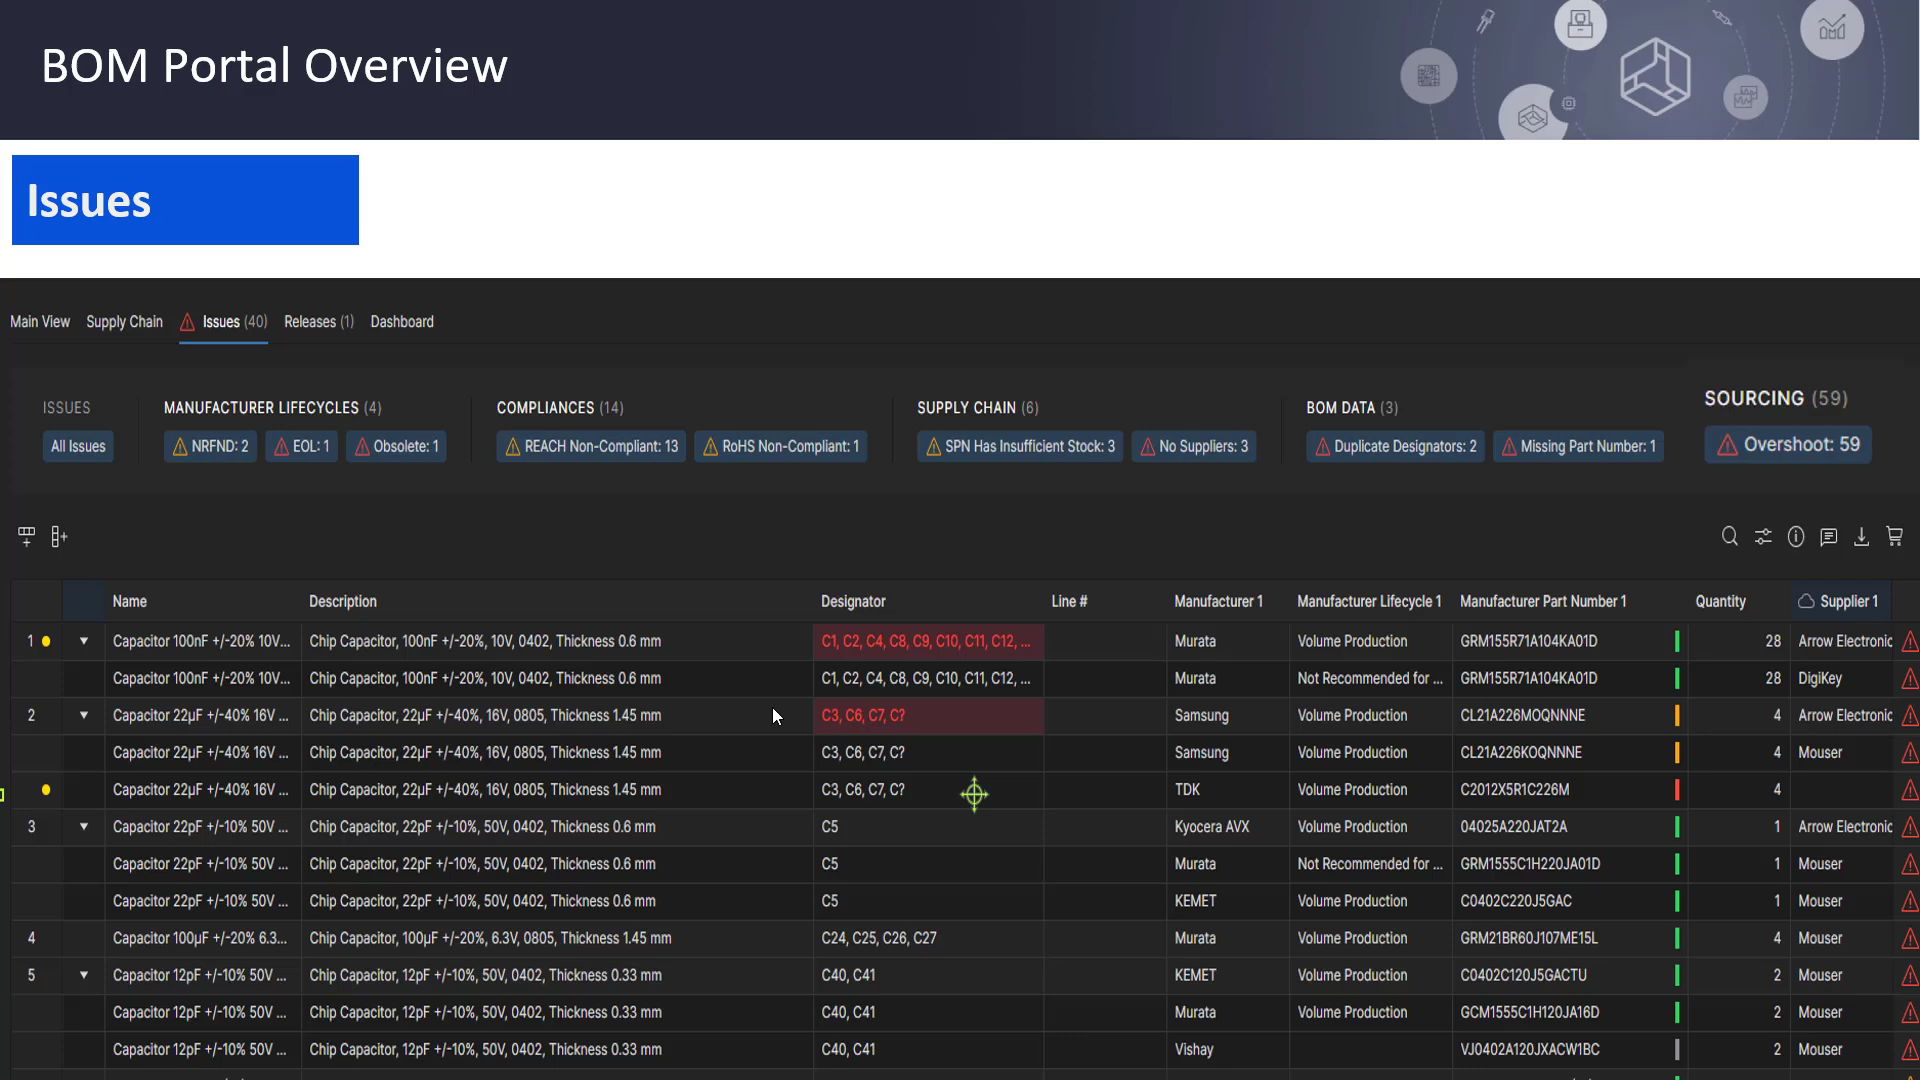 BOM Portal Overview
Issues
Main View Supply Chain Issues (40) Releases (1) Dashboard
ISSUES MANUFACTURER LIFECYCLES (4) COMPLIANCES (14) SUPPLY CHAIN (6) BOM DATA (3) SOURCING (59)
All Issues NRFND: 2 EOL: 1 Obsolete: 1 REACH Non-Compliant: 13 RoHS Non-Compliant: 1 SPN Has Insufficient Stock: 3 No Suppliers: 3 Duplicate Designators: 2 Missing Part Number: 1 Overshoot: 59
Name Description Designator Line # Manufacturer 1 Manufacturer Lifecycle 1 Manufacturer Part Number 1 Quantity Supplier 1
1 Capacitor 100nF +/-20% 10V... Chip Capacitor, 100nF +/-20%, 10V, 0402, Thickness 0.6 mm C1, C2, C4, C8, C9, C10, C11, C12, ... Murata Volume Production GRM155R71A104KA01D 28 Arrow Electronic
Capacitor 100nF +/-20% 10V... Chip Capacitor, 100nF +/-20%, 10V, 0402, Thickness 0.6 mm C1, C2, C4, C8, C9, C10, C11, C12, ... Murata Not Recommended for ... GRM155R71A104KA01D 28 DigiKey
2 Capacitor 22µF +/-40% 16V ... Chip Capacitor, 22µF +/-40%, 16V, 0805, Thickness 1.45 mm C3, C6, C7, C? Samsung Volume Production CL21A226MOQNNNE 4 Arrow Electronic
Capacitor 22µF +/-40% 16V ... Chip Capacitor, 22µF +/-40%, 16V, 0805, Thickness 1.45 mm C3, C6, C7, C? Samsung Volume Production CL21A226KOQNNNE 4 Mouser
Capacitor 22µF +/-40% 16V ... Chip Capacitor, 22µF +/-40%, 16V, 0805, Thickness 1.45 mm C3, C6, C7, C? TDK Volume Production C2012X5R1C226M 4
3 Capacitor 22pF +/-10% 50V ... Chip Capacitor, 22pF +/-10%, 50V, 0402, Thickness 0.6 mm C5 Kyocera AVX Volume Production 04025A220JAT2A 1 Arrow Electronic
Capacitor 22pF +/-10% 50V ... Chip Capacitor, 22pF +/-10%, 50V, 0402, Thickness 0.6 mm C5 Murata Not Recommended for ... GRM1555C1H220JA01D 1 Mouser
Capacitor 22pF +/-10% 50V ... Chip Capacitor, 22pF +/-10%, 50V, 0402, Thickness 0.6 mm C5 KEMET Volume Production C0402C220J5GAC 1 Mouser
4 Capacitor 100µF +/-20% 6.3... Chip Capacitor, 100µF +/-20%, 6.3V, 0805, Thickness 1.45 mm C24, C25, C26, C27 Murata Volume Production GRM21BR60J107ME15L 4 Mouser
5 Capacitor 12pF +/-10% 50V ... Chip Capacitor, 12pF +/-10%, 50V, 0402, Thickness 0.33 mm C40, C41 KEMET Volume Production C0402C120J5GACTU 2 Mouser
Capacitor 12pF +/-10% 50V ... Chip Capacitor, 12pF +/-10%, 50V, 0402, Thickness 0.33 mm C40, C41 Murata Volume Production GCM1555C1H120JA16D 2 Mouser
Capacitor 12pF +/-10% 50V ... Chip Capacitor, 12pF +/-10%, 50V, 0402, Thickness 0.33 mm C40, C41 Vishay VJ0402A120JXACW1BC 2 Mouser